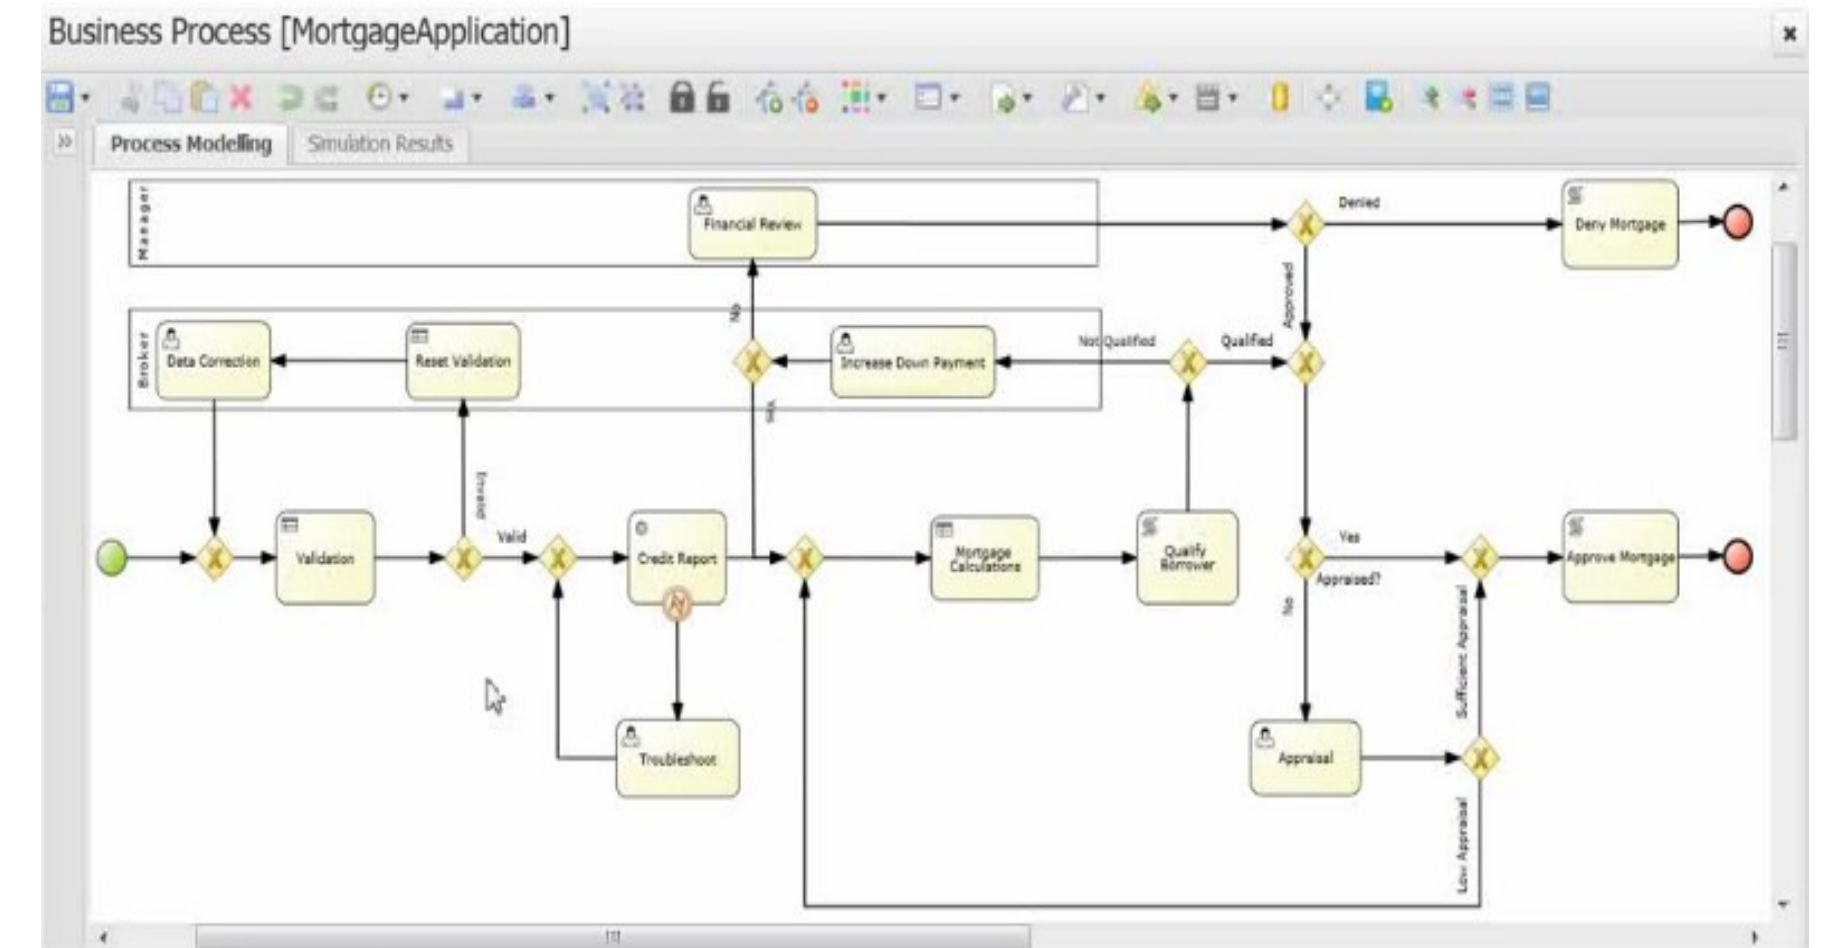 Business Process [MortgageApplication]
Process Modelling
Simulation Results
Manager
Financial Review
Denied
Deny Mortgage
No
Approved
Broker
Data Correction
Reset Validation
Increase Down Payment
Not Qualified
Qualified
Yes
Invalid
Validation
Valid
Credit Report
Mortgage
Calculations
Qualify
Borrower
Yes
Appraised?
No
Approve Mortgage
Sufficient Appraisal
Troubleshoot
Appraisal
Low Appraisal